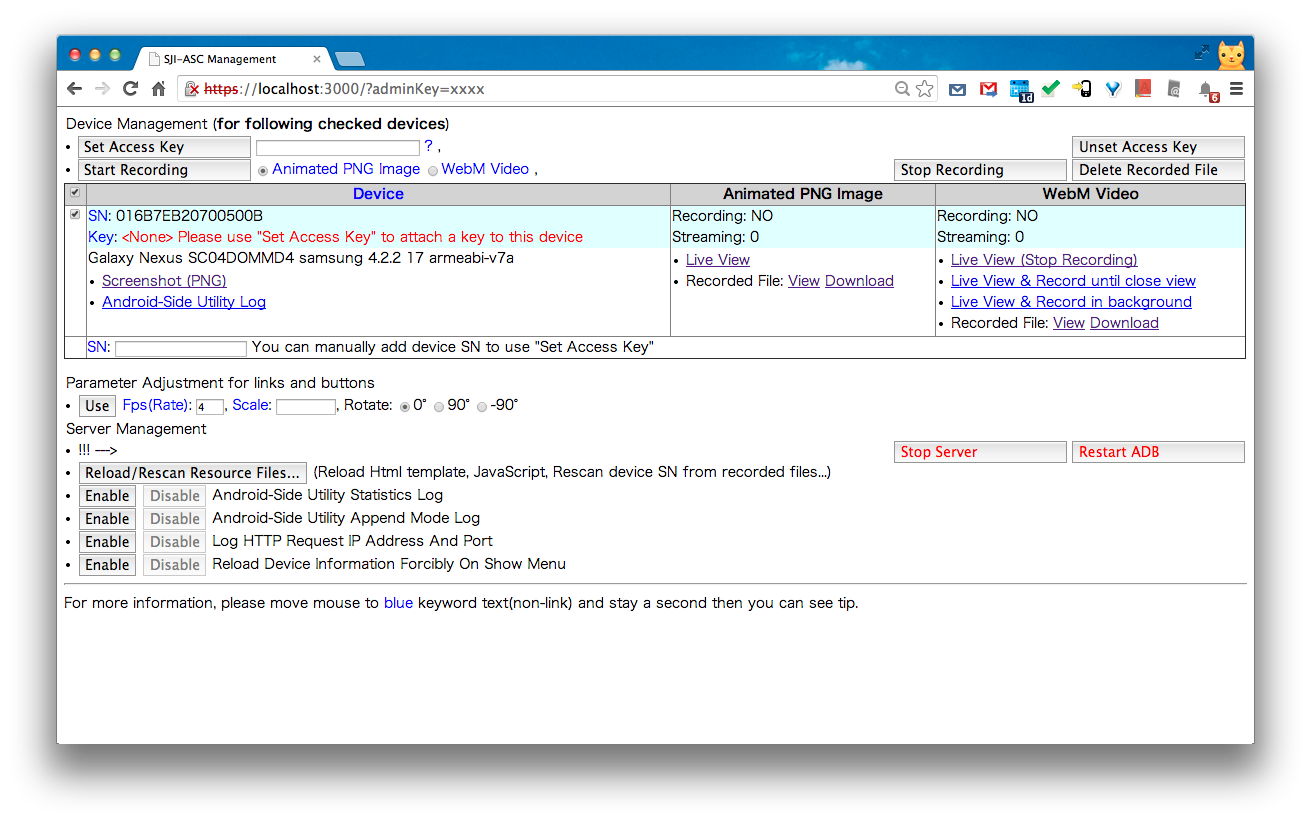 SJI-ASC Management
https://localhost:3000/?adminKey=xxxx
1d
6
Device Management (for following checked devices)
• Set Access Key ? , Unset Access Key
• Start Recording Animated PNG Image WebM Video , Stop Recording Delete Recorded File
Device Animated PNG Image WebM Video
SN: 016B7EB20700500B Recording: NO Recording: NO
Key: <None> Please use "Set Access Key" to attach a key to this device Streaming: 0 Streaming: 0
Galaxy Nexus SC04DOMMD4 samsung 4.2.2 17 armeabi-v7a • Live View • Live View (Stop Recording)
• Screenshot (PNG) • Recorded File: View Download • Live View & Record until close view
• Android-Side Utility Log • Live View & Record in background
• Recorded File: View Download
SN: You can manually add device SN to use "Set Access Key"
Parameter Adjustment for links and buttons
• Use Fps(Rate): 4 , Scale: , Rotate: 0° 90° -90°
Server Management
• !!! ---> Stop Server Restart ADB
• Reload/Rescan Resource Files... (Reload Html template, JavaScript, Rescan device SN from recorded files...)
• Enable Disable Android-Side Utility Statistics Log
• Enable Disable Android-Side Utility Append Mode Log
• Enable Disable Log HTTP Request IP Address And Port
• Enable Disable Reload Device Information Forcibly On Show Menu
For more information, please move mouse to blue keyword text(non-link) and stay a second then you can see tip.